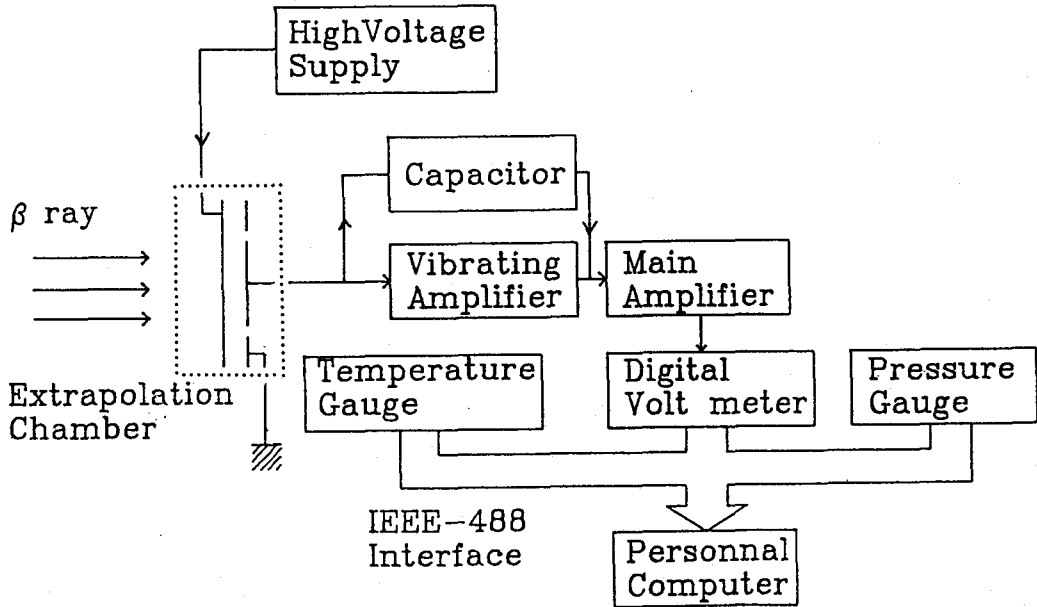 HighVoltage
Supply
β ray
Capacitor
Vibrating
Amplifier
Main
Amplifier
Extrapolation
Chamber
Temperature
Gauge
Digital
Volt meter
Pressure
Gauge
IEEE-488
Interface
Personnal
Computer